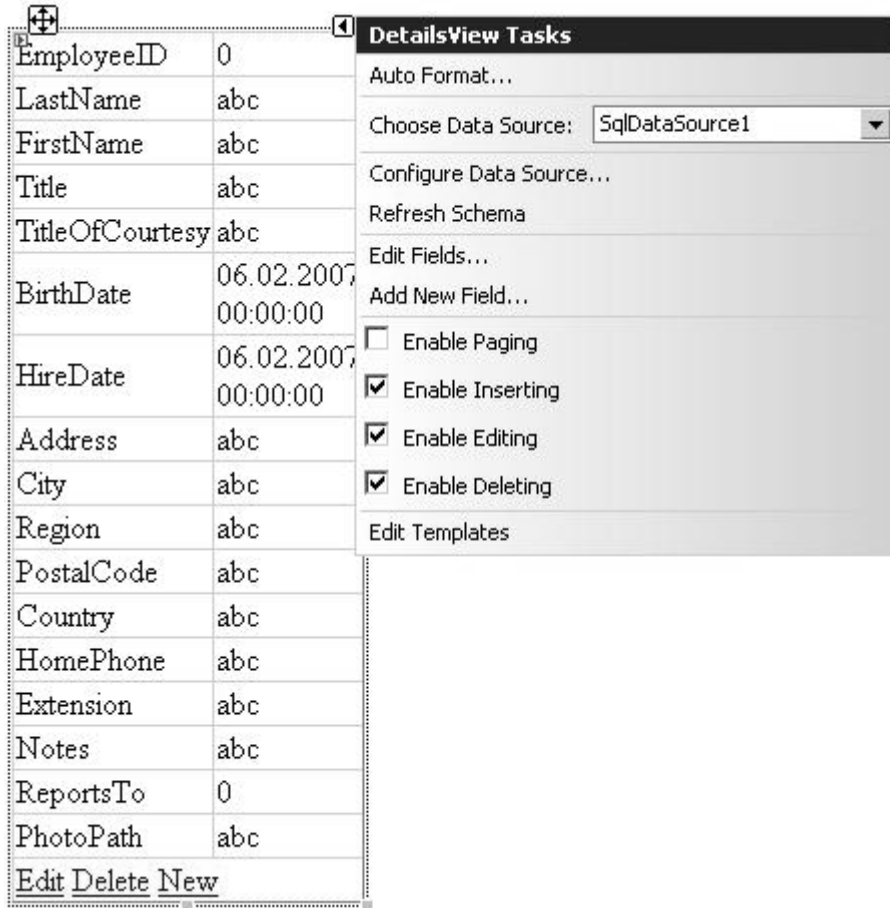 EmployeeID 0
LastName abc
FirstName abc
Title abc
TitleOfCourtesy abc
BirthDate 06.02.2007
00:00:00
HireDate 06.02.2007
00:00:00
Address abc
City abc
Region abc
PostalCode abc
Country abc
HomePhone abc
Extension abc
Notes abc
ReportsTo 0
PhotoPath abc
Edit Delete New
DetailsView Tasks
Auto Format...
Choose Data Source: SqlDataSource1
Configure Data Source...
Refresh Schema
Edit Fields...
Add New Field...
Enable Paging
Enable Inserting
Enable Editing
Enable Deleting
Edit Templates